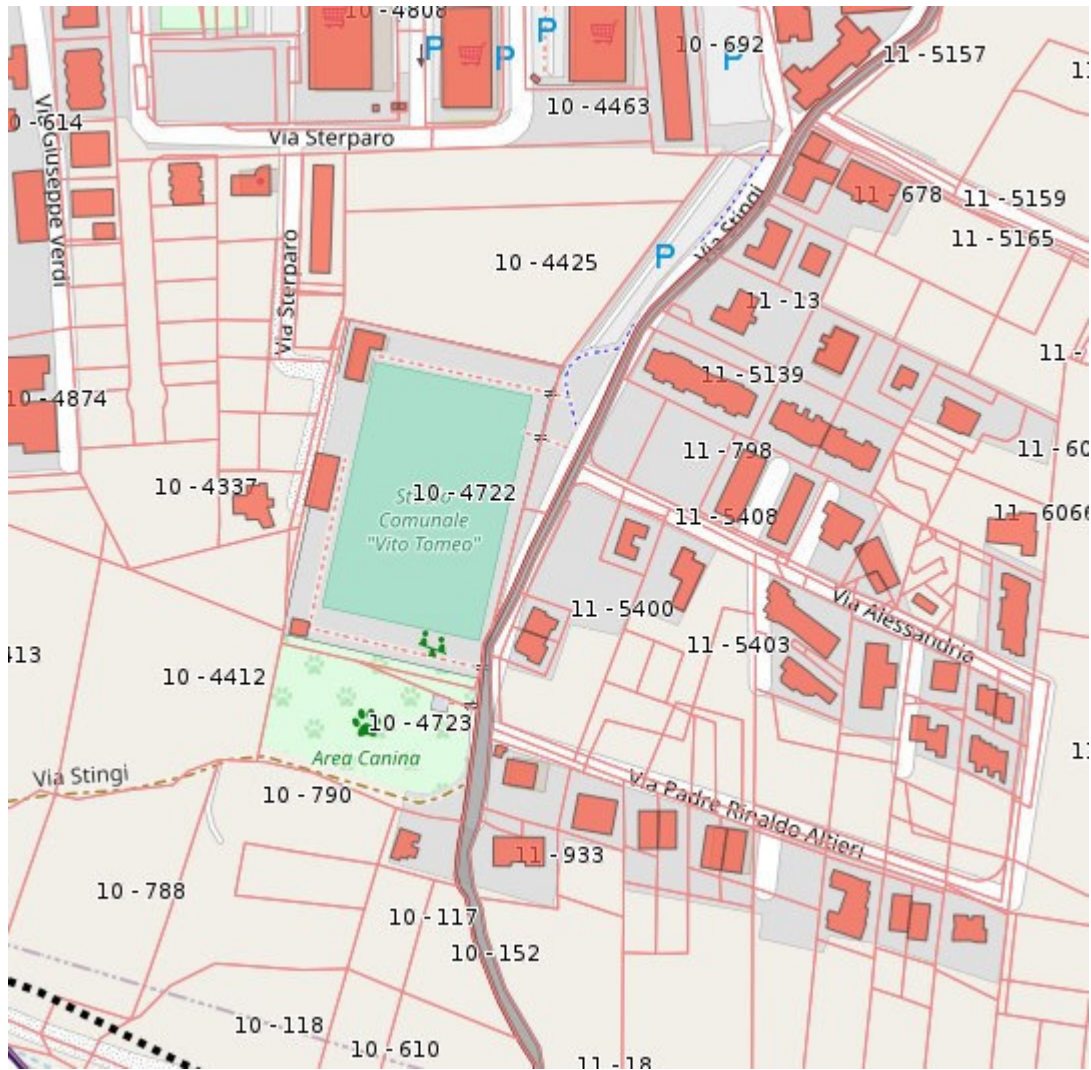 10 - 4808
P
P
P
P
10 - 692
11 - 5157
10 - 4463
Via Sterparo
Via Giuseppe Verdi
11 - 678
11 - 5159
11 - 5165
Via Stingi
P
10 - 4425
Via Sterparo
11 - 13
11 - 5139
10 - 4874
11 - 798
10 - 4337
10 - 4722
Comunale
"Vito Tomeo"
11 - 5408
11 - 6066
11 - 5400
Via Alessandria
11 - 5403
10 - 4412
10 - 4723
Area Canina
Via Stingi
10 - 790
Via Padre Rinaldo Altieri
11 - 933
10 - 788
10 - 117
10 - 152
10 - 118
10 - 610
11 - 18